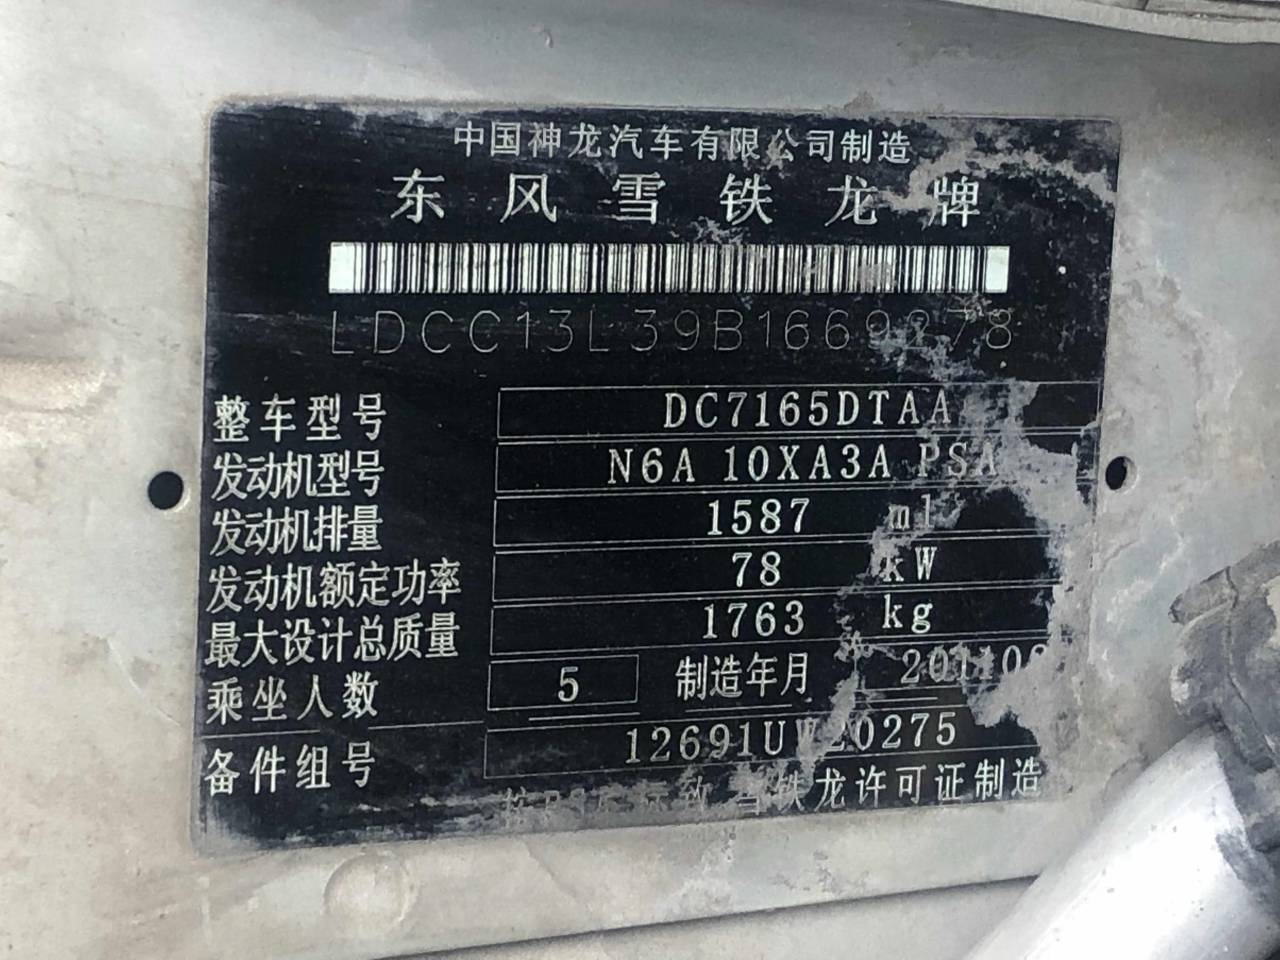 中国神龙汽车有限公司制造
东风雪铁龙牌
LDCC13L39B1669278
整车型号 DC7165DTAA
发动机型号 N6A 10XA3A PSA
发动机排量 1587 ml
发动机额定功率 78 kW
最大设计总质量 1763 kg
乘坐人数 5 制造年月
备件组号 12691UW20275
雪铁龙许可证制造